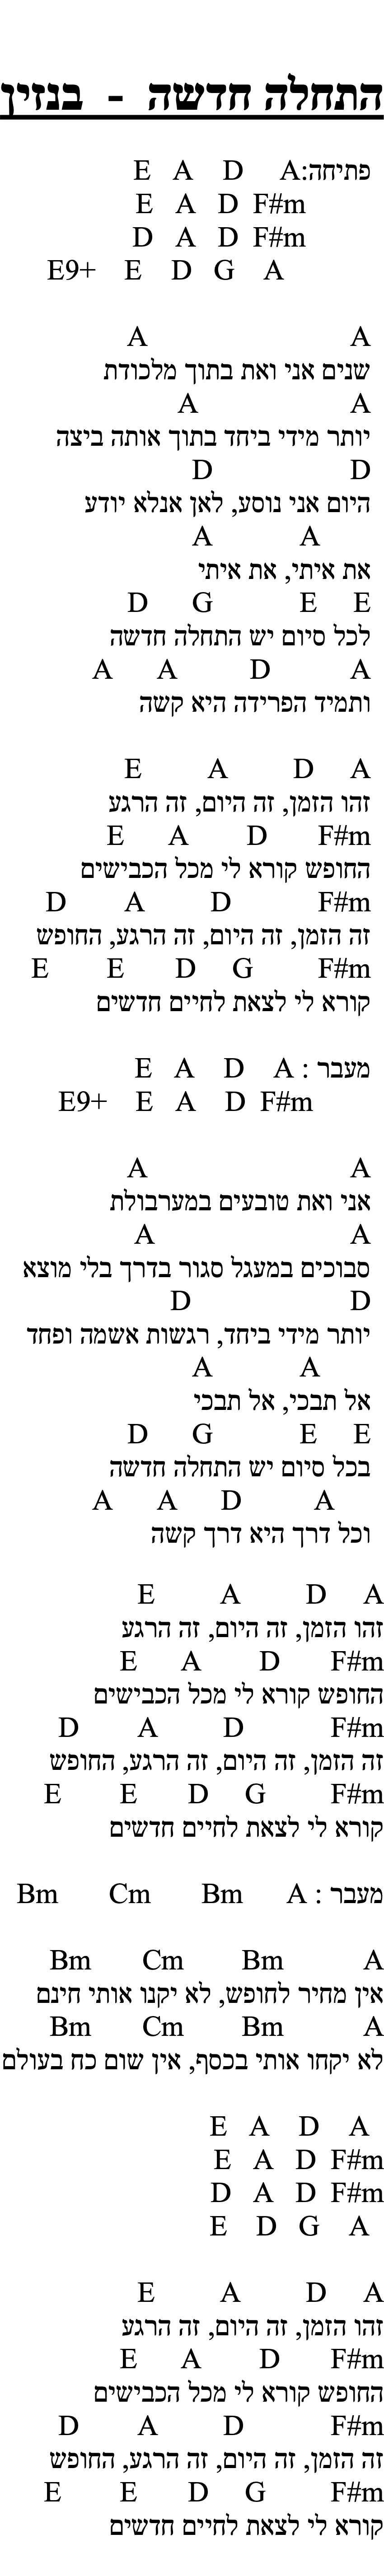 התחלה חדשה - בנזין
פתיחה:A D A E
F#m D A E
F#m D A D
A G D E E9+
A A
שנים אני ואת בתוך מלכודת
A A
יותר מידי ביחד בתוך אותה ביצה
D D
היום אני נוסע, לאן אנלא יודע
A A
את איתי, את איתי
E E G D
לכל סיום יש התחלה חדשה
A D A A
ותמיד הפרידה היא קשה
A D A E
זהו הזמן, זה היום, זה הרגע
F#m D A E
החופש קורא לי מכל הכבישים
F#m D A D
זה הזמן, זה היום, זה הרגע, החופש
F#m G D E E
קורא לי לצאת לחיים חדשים
מעבר : A D A E
F#m D A E E9+
A A
אני ואת טובעים במערבולת
A A
סבוכים במעגל סגור בדרך בלי מוצא
D D
יותר מידי ביחד, רגשות אשמה ופחד
A A
אל תבכי, אל תבכי
E E G D
בכל סיום יש התחלה חדשה
A D A A
וכל דרך היא דרך קשה
A D A E
זהו הזמן, זה היום, זה הרגע
F#m D A E
החופש קורא לי מכל הכבישים
F#m D A D
זה הזמן, זה היום, זה הרגע, החופש
F#m G D E E
קורא לי לצאת לחיים חדשים
מעבר : A Bm Cm Bm
A Bm Cm Bm
אין מחיר לחופש, לא יקנו אותי חינם
A Bm Cm Bm
לא יקחו אותי בכסף, אין שום כח בעולם
A D A E
F#m D A E
F#m D A D
A G D E
A D A E
זהו הזמן, זה היום, זה הרגע
F#m D A E
החופש קורא לי מכל הכבישים
F#m D A D
זה הזמן, זה היום, זה הרגע, החופש
F#m G D E E
קורא לי לצאת לחיים חדשים